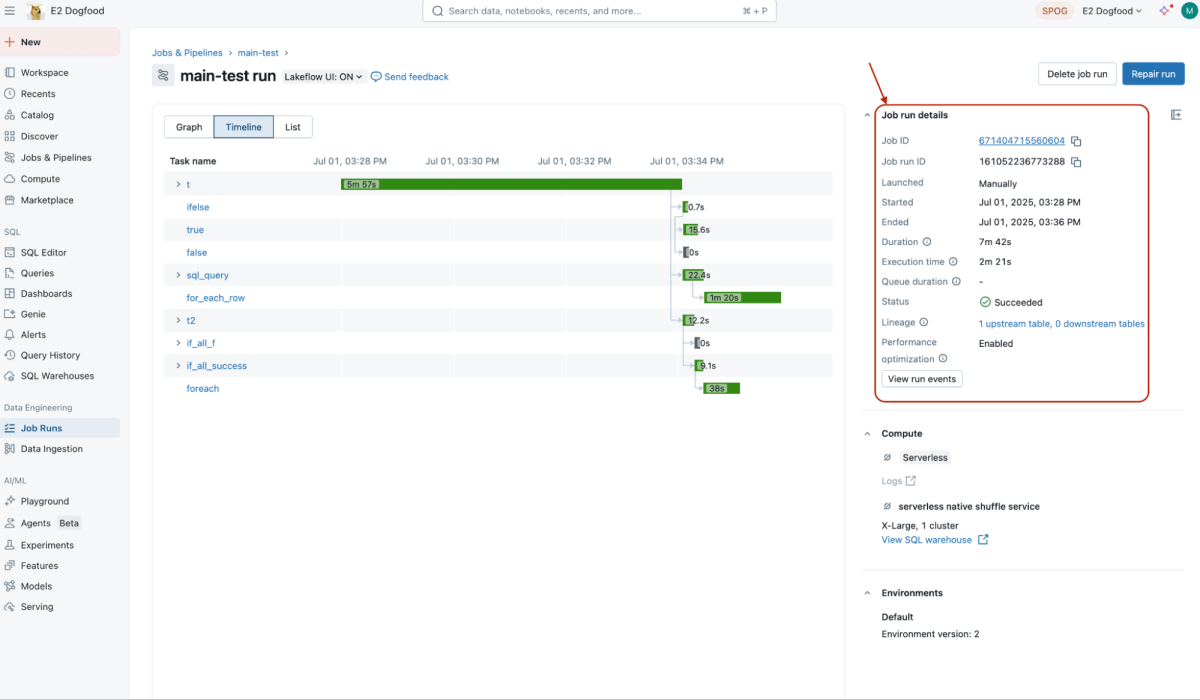 E2 Dogfood
Search data, notebooks, recents, and more...
⌘ + P
SPOG
E2 Dogfood
M
New
Workspace
Recents
Catalog
Discover
Jobs & Pipelines
Compute
Marketplace
SQL
SQL Editor
Queries
Dashboards
Genie
Alerts
Query History
SQL Warehouses
Data Engineering
Job Runs
Data Ingestion
AI/ML
Playground
Agents Beta
Experiments
Features
Models
Serving
Jobs & Pipelines › main-test ›
main-test run
Lakeflow UI: ON
Send feedback
Delete job run
Repair run
Graph
Timeline
List
Task name
Jul 01, 03:28 PM
Jul 01, 03:30 PM
Jul 01, 03:32 PM
Jul 01, 03:34 PM
t
5m 57s
ifelse
0.7s
true
15.6s
false
0s
sql_query
22.4s
for_each_row
1m 20s
t2
12.2s
if_all_f
0s
if_all_success
9.1s
foreach
38s
Job run details
Job ID
671404715560604
Job run ID
161052236773288
Launched
Manually
Started
Jul 01, 2025, 03:28 PM
Ended
Jul 01, 2025, 03:36 PM
Duration
7m 42s
Execution time
2m 21s
Queue duration
-
Status
Succeeded
Lineage
1 upstream table, 0 downstream tables
Performance
optimization
Enabled
View run events
Compute
Serverless
Logs
serverless native shuffle service
X-Large, 1 cluster
View SQL warehouse
Environments
Default
Environment version: 2